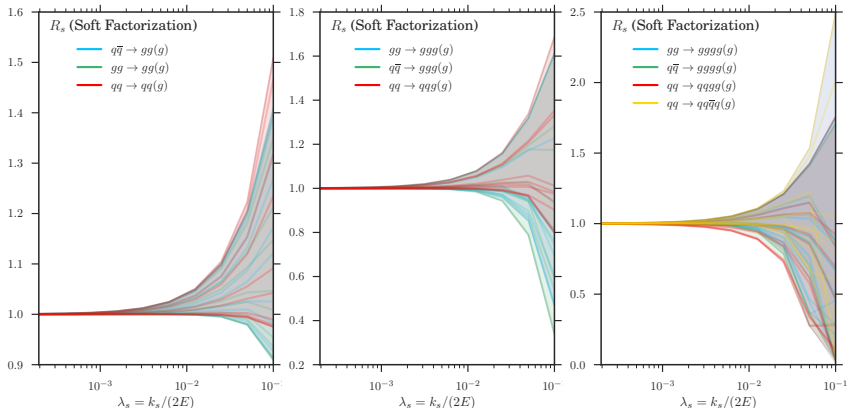 R_s (Soft Factorization)
qq̅ → gg(g)
gg → gg(g)
qq → qq(g)
1.6
1.5
1.4
1.3
1.2
1.1
1.0
0.9
10⁻³
10⁻²
10⁻¹
λ_s = k_s/(2E)
R_s (Soft Factorization)
gg → ggg(g)
qq̅ → ggg(g)
qq → qqg(g)
1.8
1.6
1.4
1.2
1.0
0.8
0.6
0.4
0.2
10⁻³
10⁻²
10⁻¹
λ_s = k_s/(2E)
R_s (Soft Factorization)
gg → gggg(g)
qq̅ → gggg(g)
qq → qqgg(g)
qq → qqq̅q(g)
2.5
2.0
1.5
1.0
0.5
0.0
10⁻³
10⁻²
10⁻¹
λ_s = k_s/(2E)